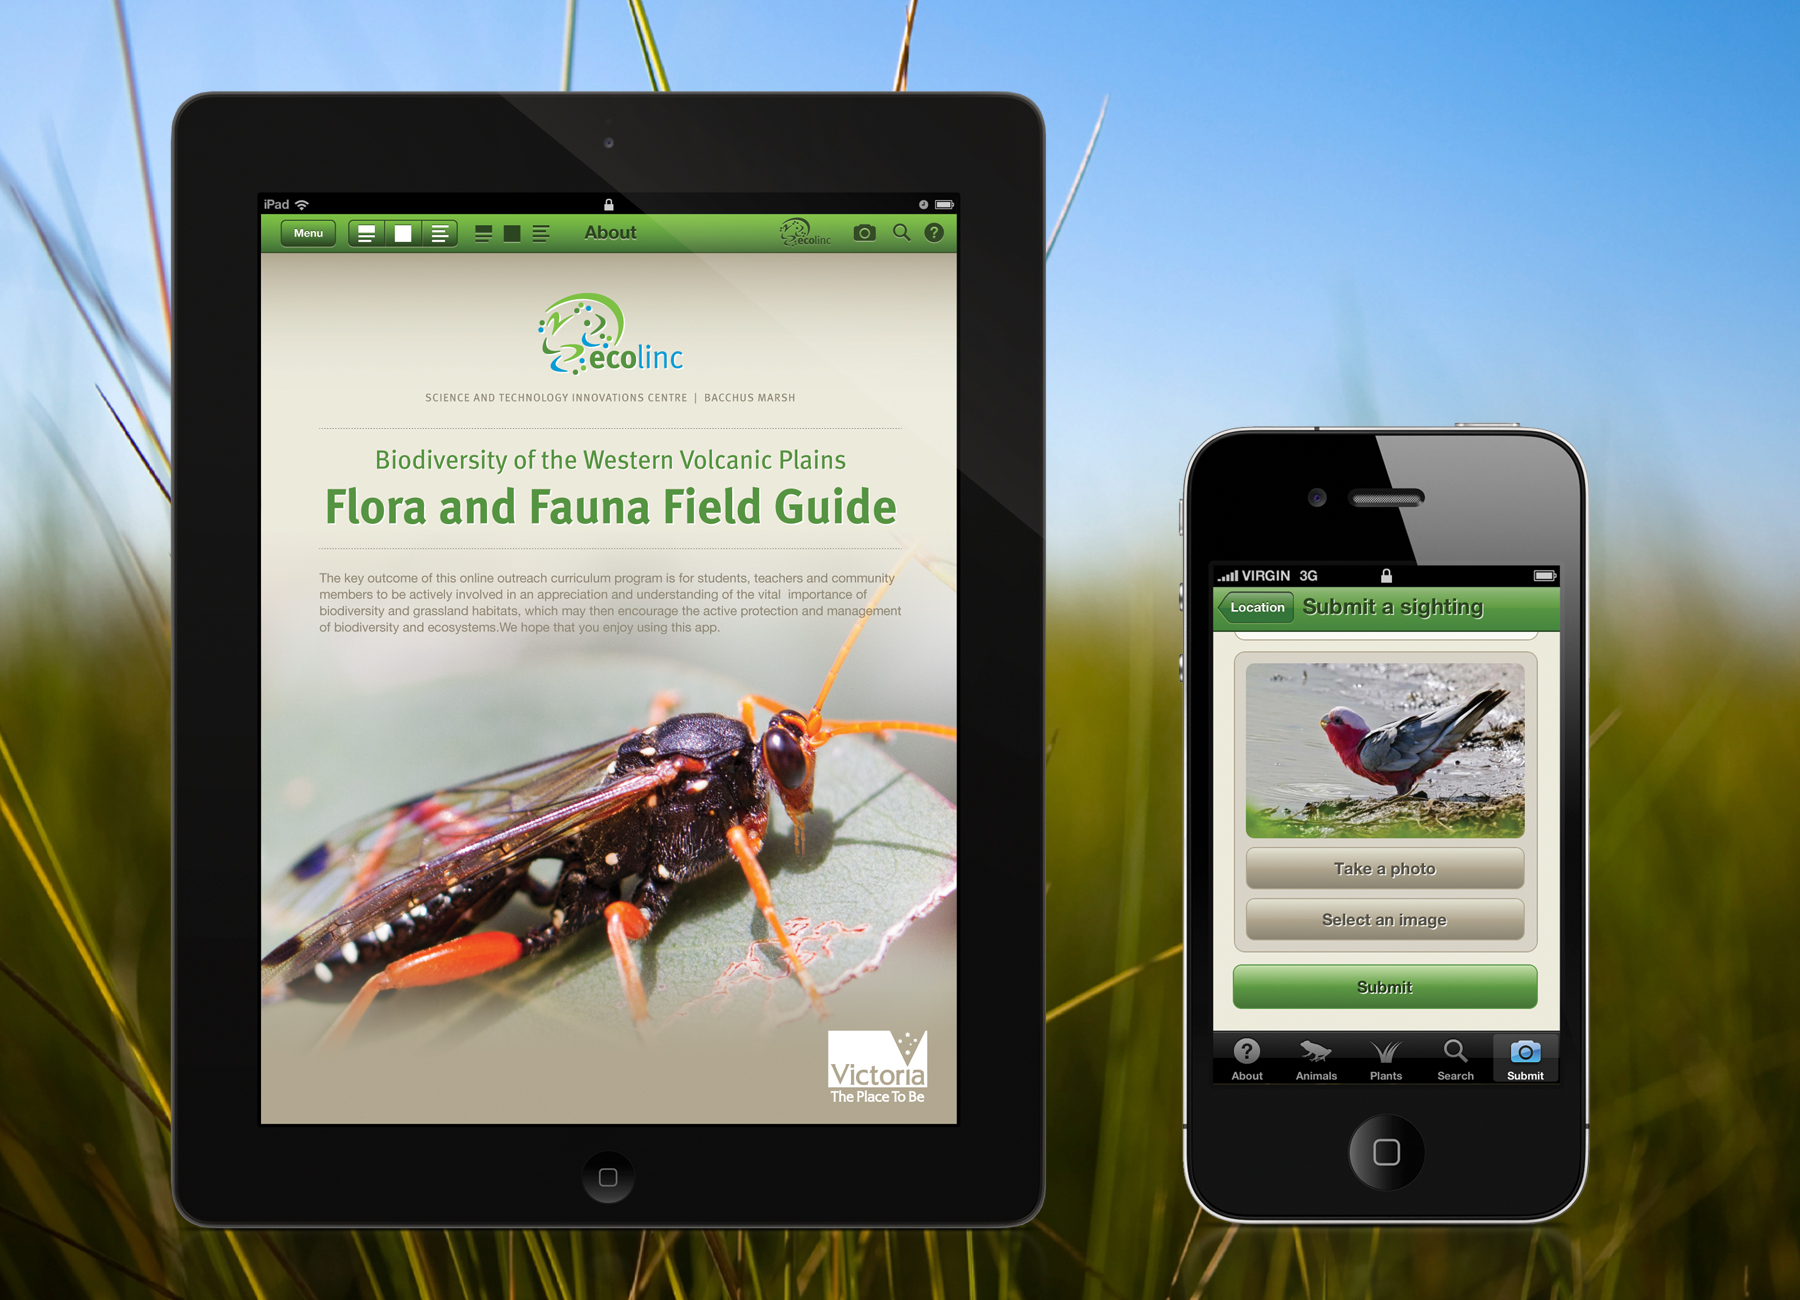 iPad
Menu
About
ecolinc
ecolinc
SCIENCE AND TECHNOLOGY INNOVATIONS CENTRE | BACCHUS MARSH
Biodiversity of the Western Volcanic Plains
Flora and Fauna Field Guide
The key outcome of this online outreach curriculum program is for students, teachers and community
members to be actively involved in an appreciation and understanding of the vital importance of
biodiversity and grassland habitats, which may then encourage the active protection and management
of biodiversity and ecosystems.We hope that you enjoy using this app.
Victoria
The Place To Be
VIRGIN 3G
Location
Submit a sighting
Take a photo
Select an image
Submit
About Animals Plants Search Submit